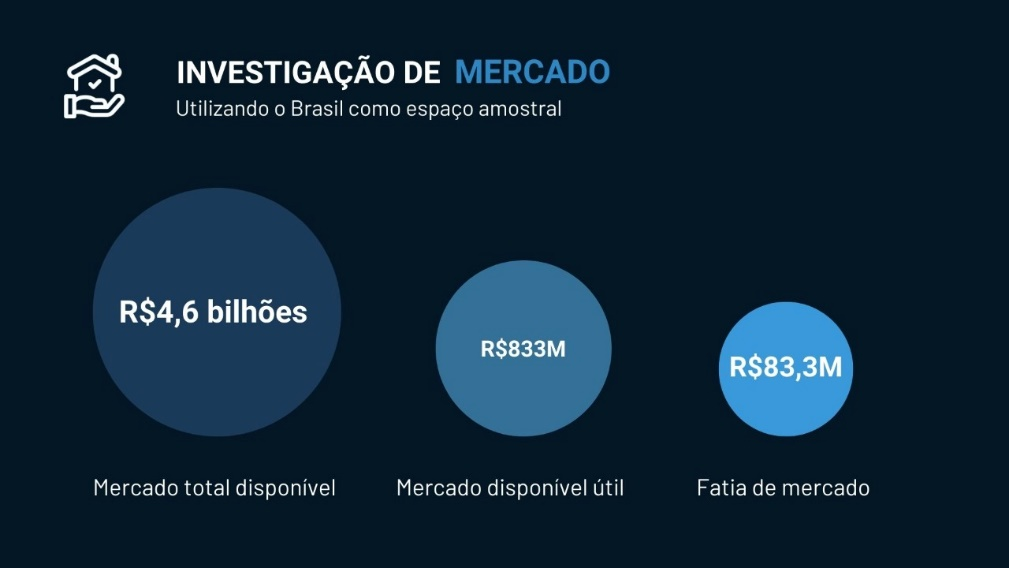 INVESTIGAÇÃO DE MERCADO
Utilizando o Brasil como espaço amostral
R$4,6 bilhões
R$833M
R$83,3M
Mercado total disponível
Mercado disponível útil
Fatia de mercado